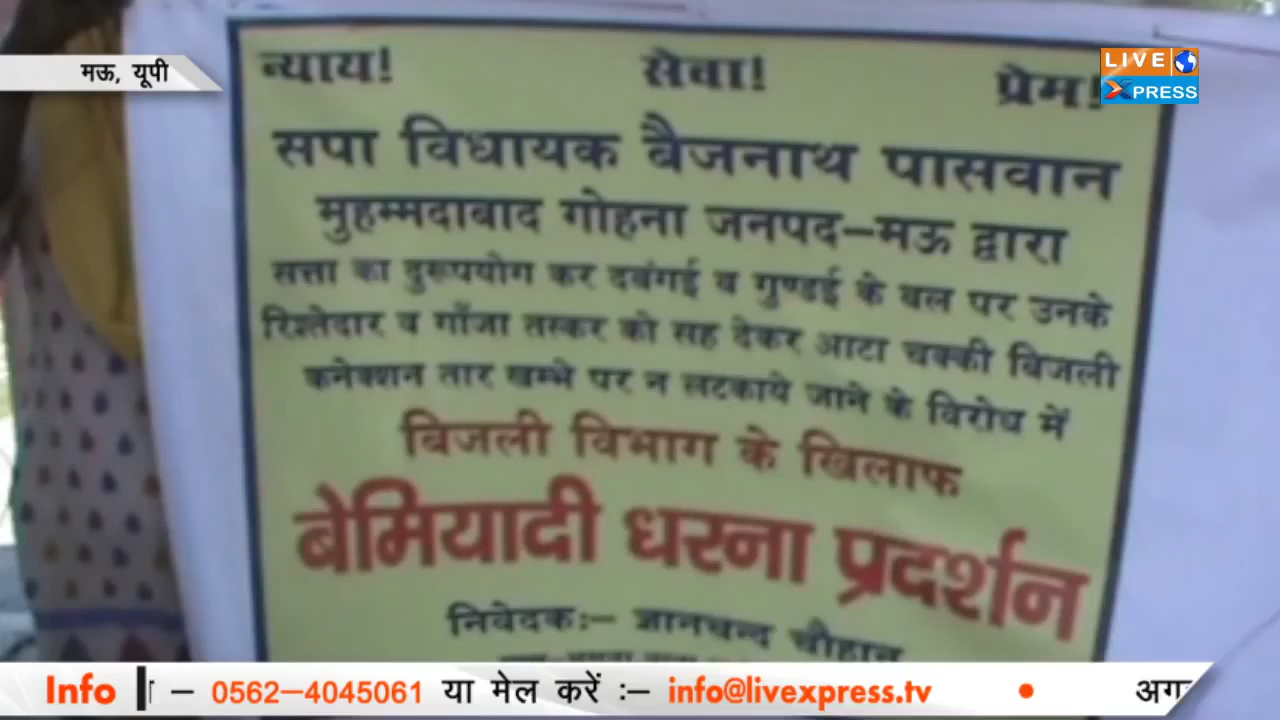 मऊ, यूपी
LIVE
XPRESS
न्याय! सेवा! प्रेम!
सपा विधायक बैजनाथ पासवान
मुहम्मदाबाद गोहना जनपद–मऊ द्वारा
सत्ता का दुरूपयोग कर दबंगई व गुण्डई के बल पर उनके
रिश्तेदार व गाँजा तस्कर को सह देकर आटा चक्की बिजली
कनेक्शन तार खम्भे पर न लटकाये जाने के विरोध में
बिजली विभाग के खिलाफ
बेमियादी धरना प्रदर्शन
निवेदकः– ज्ञानचन्द चौहान
Info – 0562–4045061 या मेल करें :– info@livexpress.tv • अग